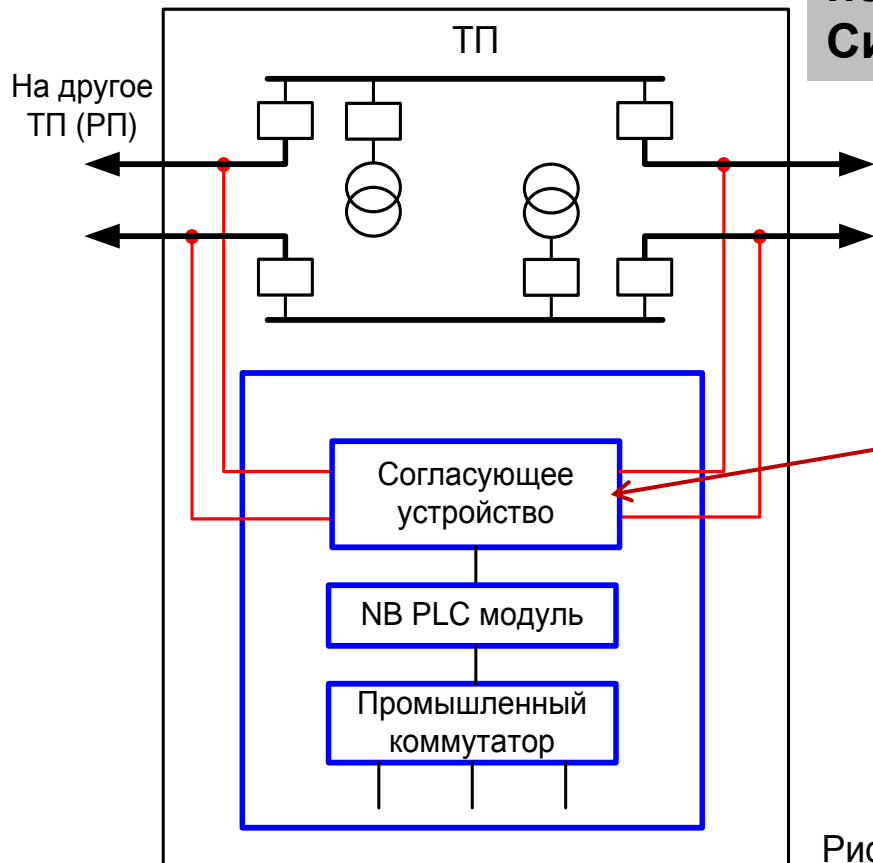 ТП
На другое
ТП (РП)
Согласующее
устройство
NB PLC модуль
Промышленный
коммутатор